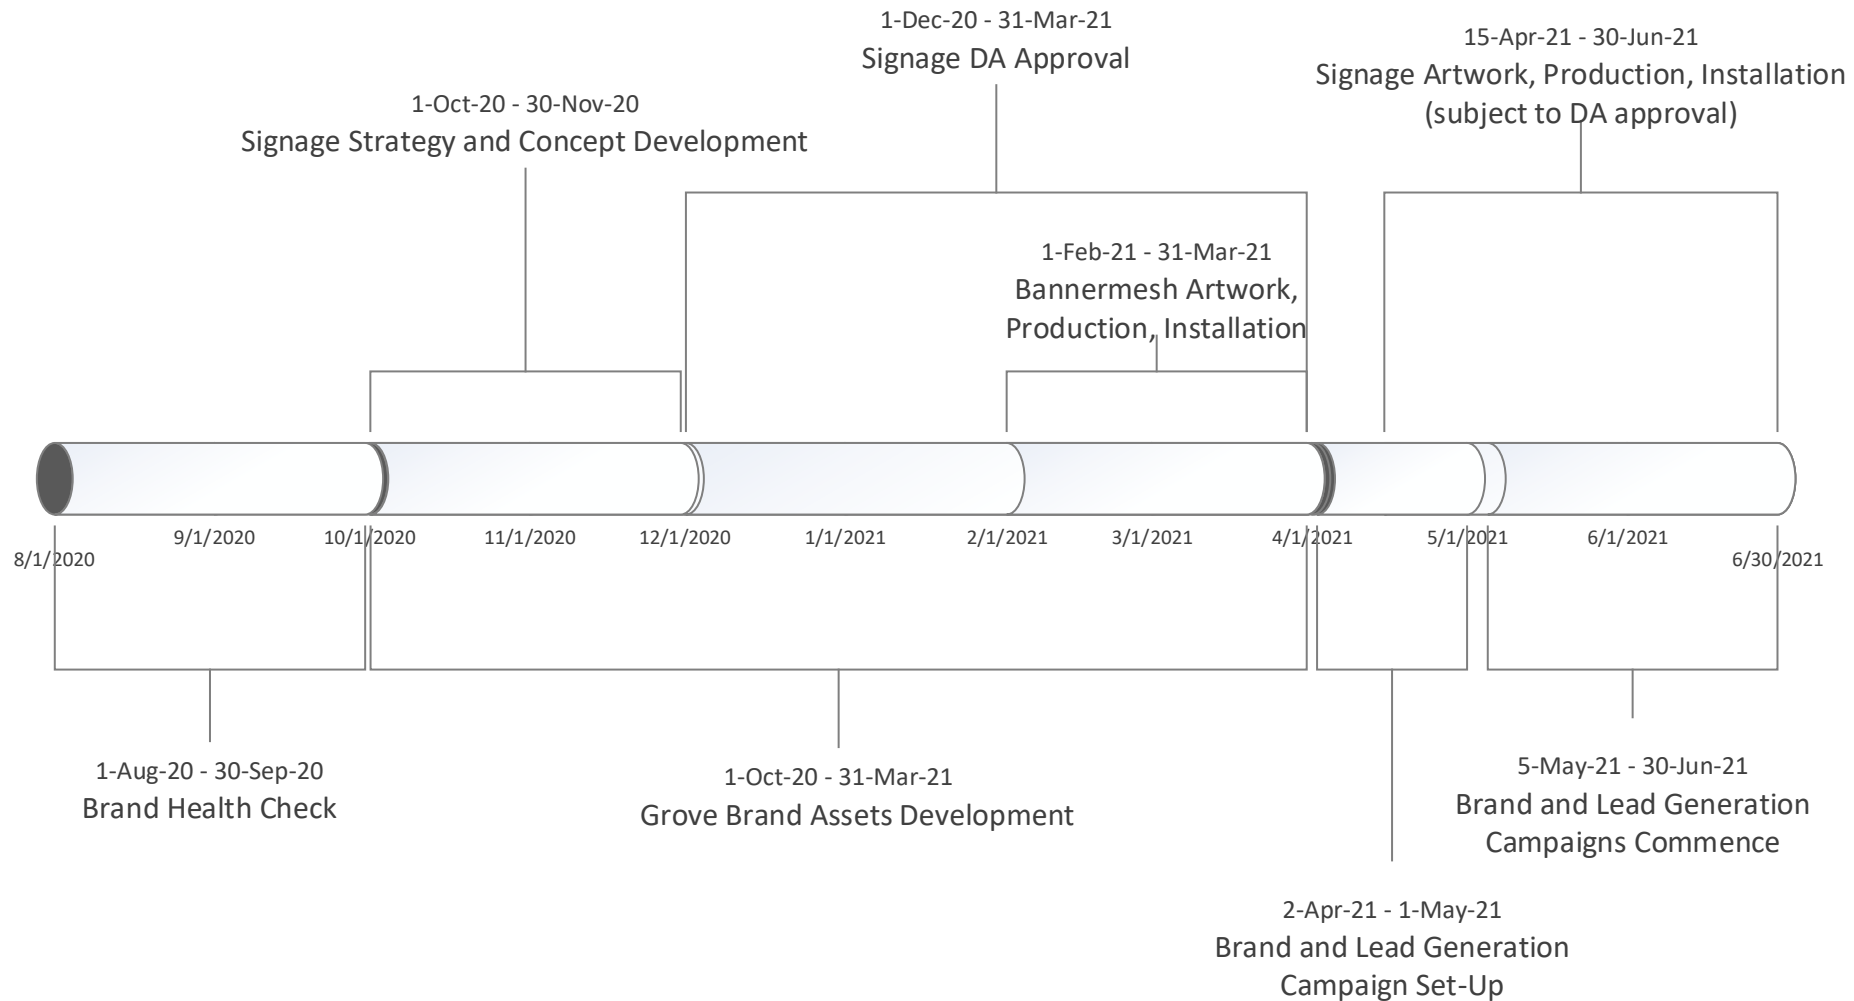 1-Dec-20 - 31-Mar-21
Signage DA Approval
15-Apr-21 - 30-Jun-21
Signage Artwork, Production, Installation
(subject to DA approval)
1-Oct-20 - 30-Nov-20
Signage Strategy and Concept Development
1-Feb-21 - 31-Mar-21
Bannermesh Artwork,
Production, Installation
8/1/2020
9/1/2020
10/1/2020
11/1/2020
12/1/2020
1/1/2021
2/1/2021
3/1/2021
4/1/2021
5/1/2021
6/1/2021
6/30/2021
1-Aug-20 - 30-Sep-20
Brand Health Check
1-Oct-20 - 31-Mar-21
Grove Brand Assets Development
5-May-21 - 30-Jun-21
Brand and Lead Generation
Campaigns Commence
2-Apr-21 - 1-May-21
Brand and Lead Generation
Campaign Set-Up